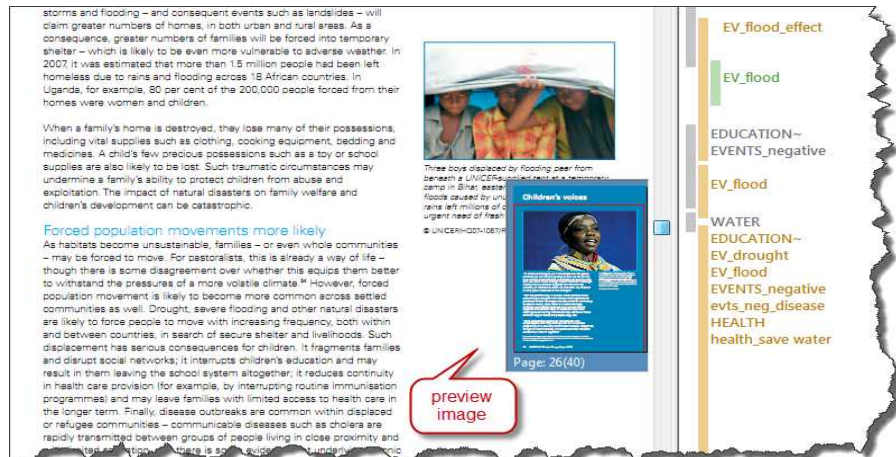 storms and flooding – and consequent events such as landslides – will
claim greater numbers of homes, in both urban and rural areas. As a
consequence, greater numbers of families will be forced into temporary
shelter – which is likely to be even more vulnerable to adverse weather. In
2007, it was estimated that more than 1.5 million people had been left
homeless due to rains and flooding across 18 African countries. In
Uganda, for example, 80 per cent of the 200,000 people forced from their
homes were women and children.
When a family's home is destroyed, they lose many of their possessions,
including vital supplies such as clothing, cooking equipment, bedding and
medicines. A child's few precious possessions such as a toy or school
supplies are also likely to be lost. Such traumatic circumstances may
undermine a family's ability to protect children from abuse and
exploitation. The impact of natural disasters on family welfare and
children's development can be catastrophic.
Forced population movements more likely
As habitats become unsustainable, families – or even whole communities
– may be forced to move. For pastoralists, this is already a way of life –
though there is some disagreement over whether this equips them better
to withstand the pressures of a more volatile climate. However, forced
population movement is likely to become more common across settled
communities as well. Drought, severe flooding and other natural disasters
are likely to force people to move with increasing frequency, both within
and between countries, in search of secure shelter and livelihoods. Such
displacement has serious consequences for children. It fragments families
and disrupt social networks; it interrupts children's education and may
result in them leaving the school system altogether; it reduces continuity
in health care provision (for example, by interrupting routine immunisation
programmes) and may leave families with limited access to health care in
the longer term. Finally, disease outbreaks are common within displaced
or refugee communities – communicable diseases such as cholera are
rapidly transmitted between groups of people living in close proximity and
Three boys displaced by flooding peer from
beneath a UNICEF-supplied tent at a temporary
camp in Bihar, easter
floods caused by unu
rains left millions of c
urgent need of fresh
© UNICEF/HQ07-1087/P
Children's voices
Page: 26(40)
preview
image
EV_flood_effect
EV_flood
EDUCATION~
EVENTS_negative
EV_flood
WATER
EDUCATION~
EV_drought
EV_flood
EVENTS_negative
evts_neg_disease
HEALTH
health_save water